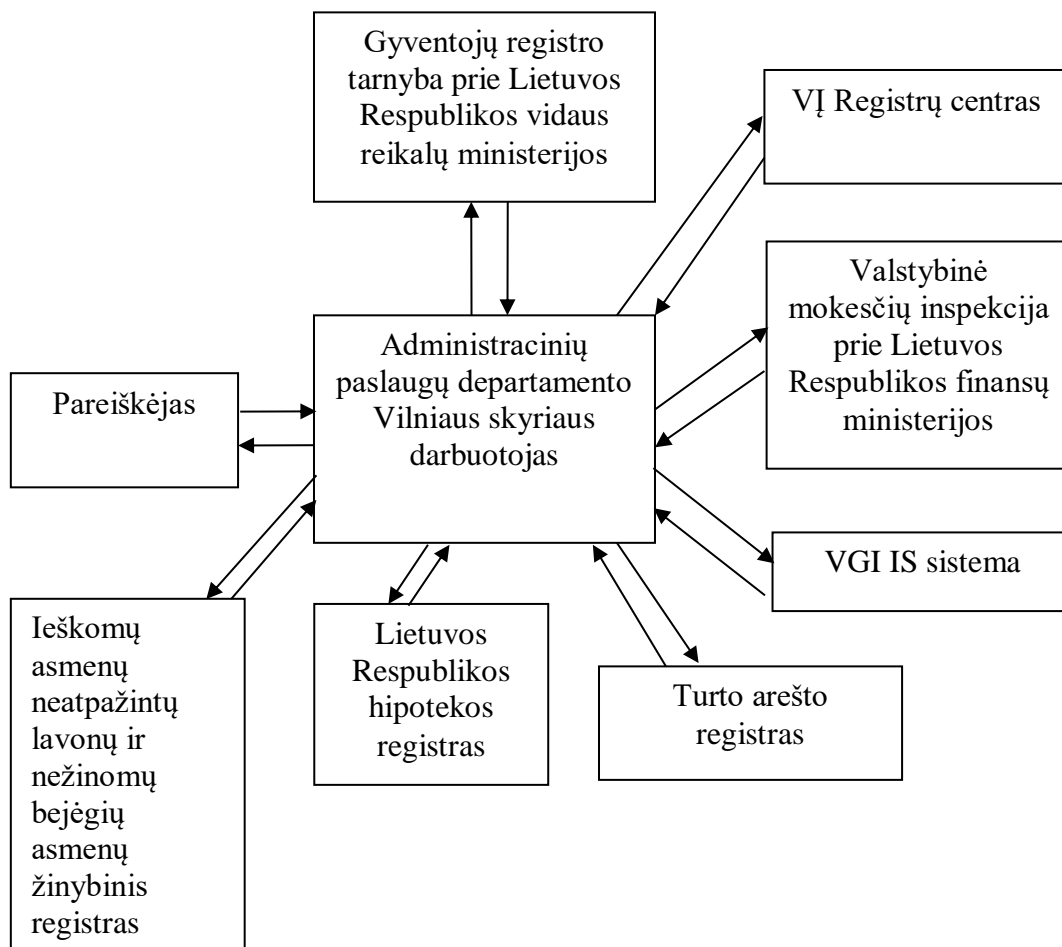 Gyventojų registro
tarnyba prie Lietuvos
Respublikos vidaus
reikalų ministerijos
VĮ Registrų centras
Valstybinė
mokesčių inspekcija
prie Lietuvos
Respublikos finansų
ministerijos
Administracinių
paslaugų departamento
Vilniaus skyriaus
darbuotojas
Pareiškėjas
VGI IS sistema
Ieškomų
asmenų
neatpažintų
lavonų ir
nežinomų
bejėgių
asmenų
žinybinis
registras
Lietuvos
Respublikos
hipotekos
registras
Turto arešto
registras